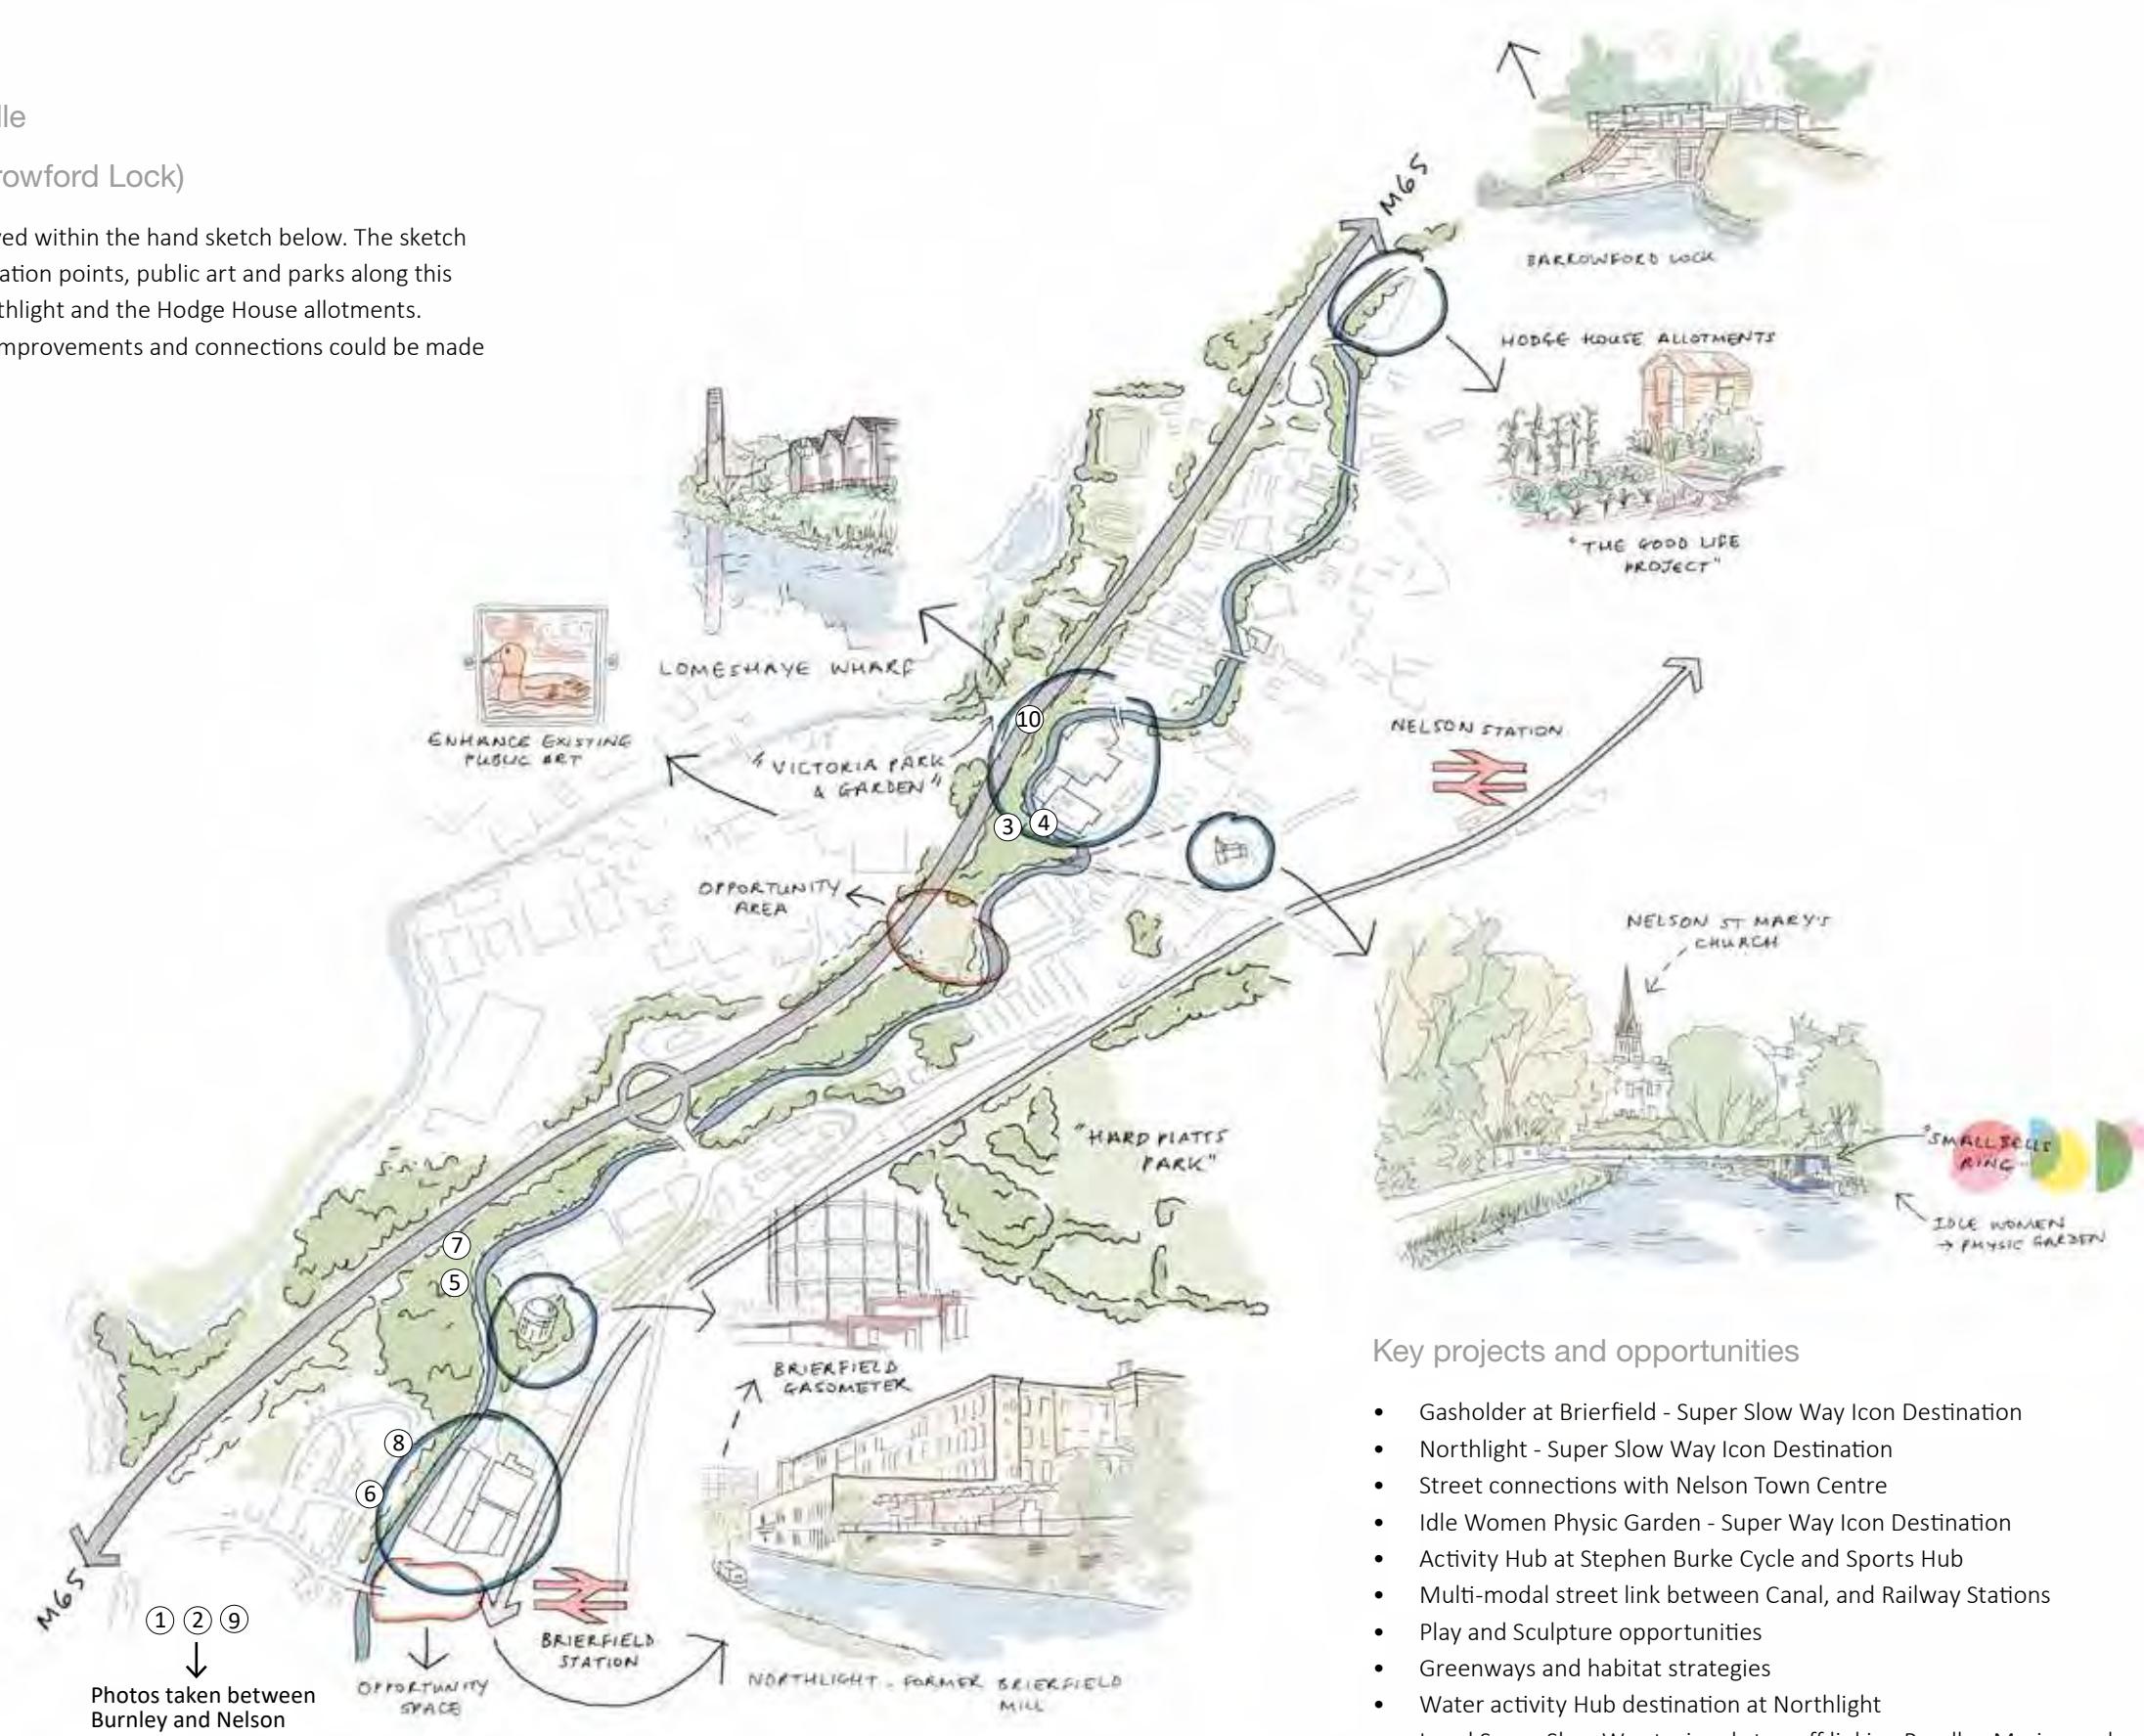 lle
rowford Lock)
ved within the hand sketch below. The sketch
ation points, public art and parks along this
thlight and the Hodge House allotments.
improvements and connections could be made
M65
BARROWFORD LOCK
HODGE HOUSE ALLOTMENTS
"THE GOOD LIFE
PROJECT"
LOMESHAYE WHARF
ENHANCE EXISTING
PUBLIC ART
"VICTORIA PARK
& GARDEN"
10
3
4
NELSON STATION
OPPORTUNITY
AREA
NELSON ST MARY'S
CHURCH
"SMALL BELLS
RING"
IDLE WOMEN
→ PHYSIC GARDEN
"HARD PLATTS
PARK"
7
5
BRIERFIELD
GASOMETER
8
6
M65
1 2 9
Photos taken between
Burnley and Nelson
OPPORTUNITY
SPACE
BRIERFIELD
STATION
NORTHLIGHT - FORMER BRIERFIELD
MILL
Key projects and opportunities
• Gasholder at Brierfield - Super Slow Way Icon Destination
• Northlight - Super Slow Way Icon Destination
• Street connections with Nelson Town Centre
• Idle Women Physic Garden - Super Way Icon Destination
• Activity Hub at Stephen Burke Cycle and Sports Hub
• Multi-modal street link between Canal, and Railway Stations
• Play and Sculpture opportunities
• Greenways and habitat strategies
• Water activity Hub destination at Northlight